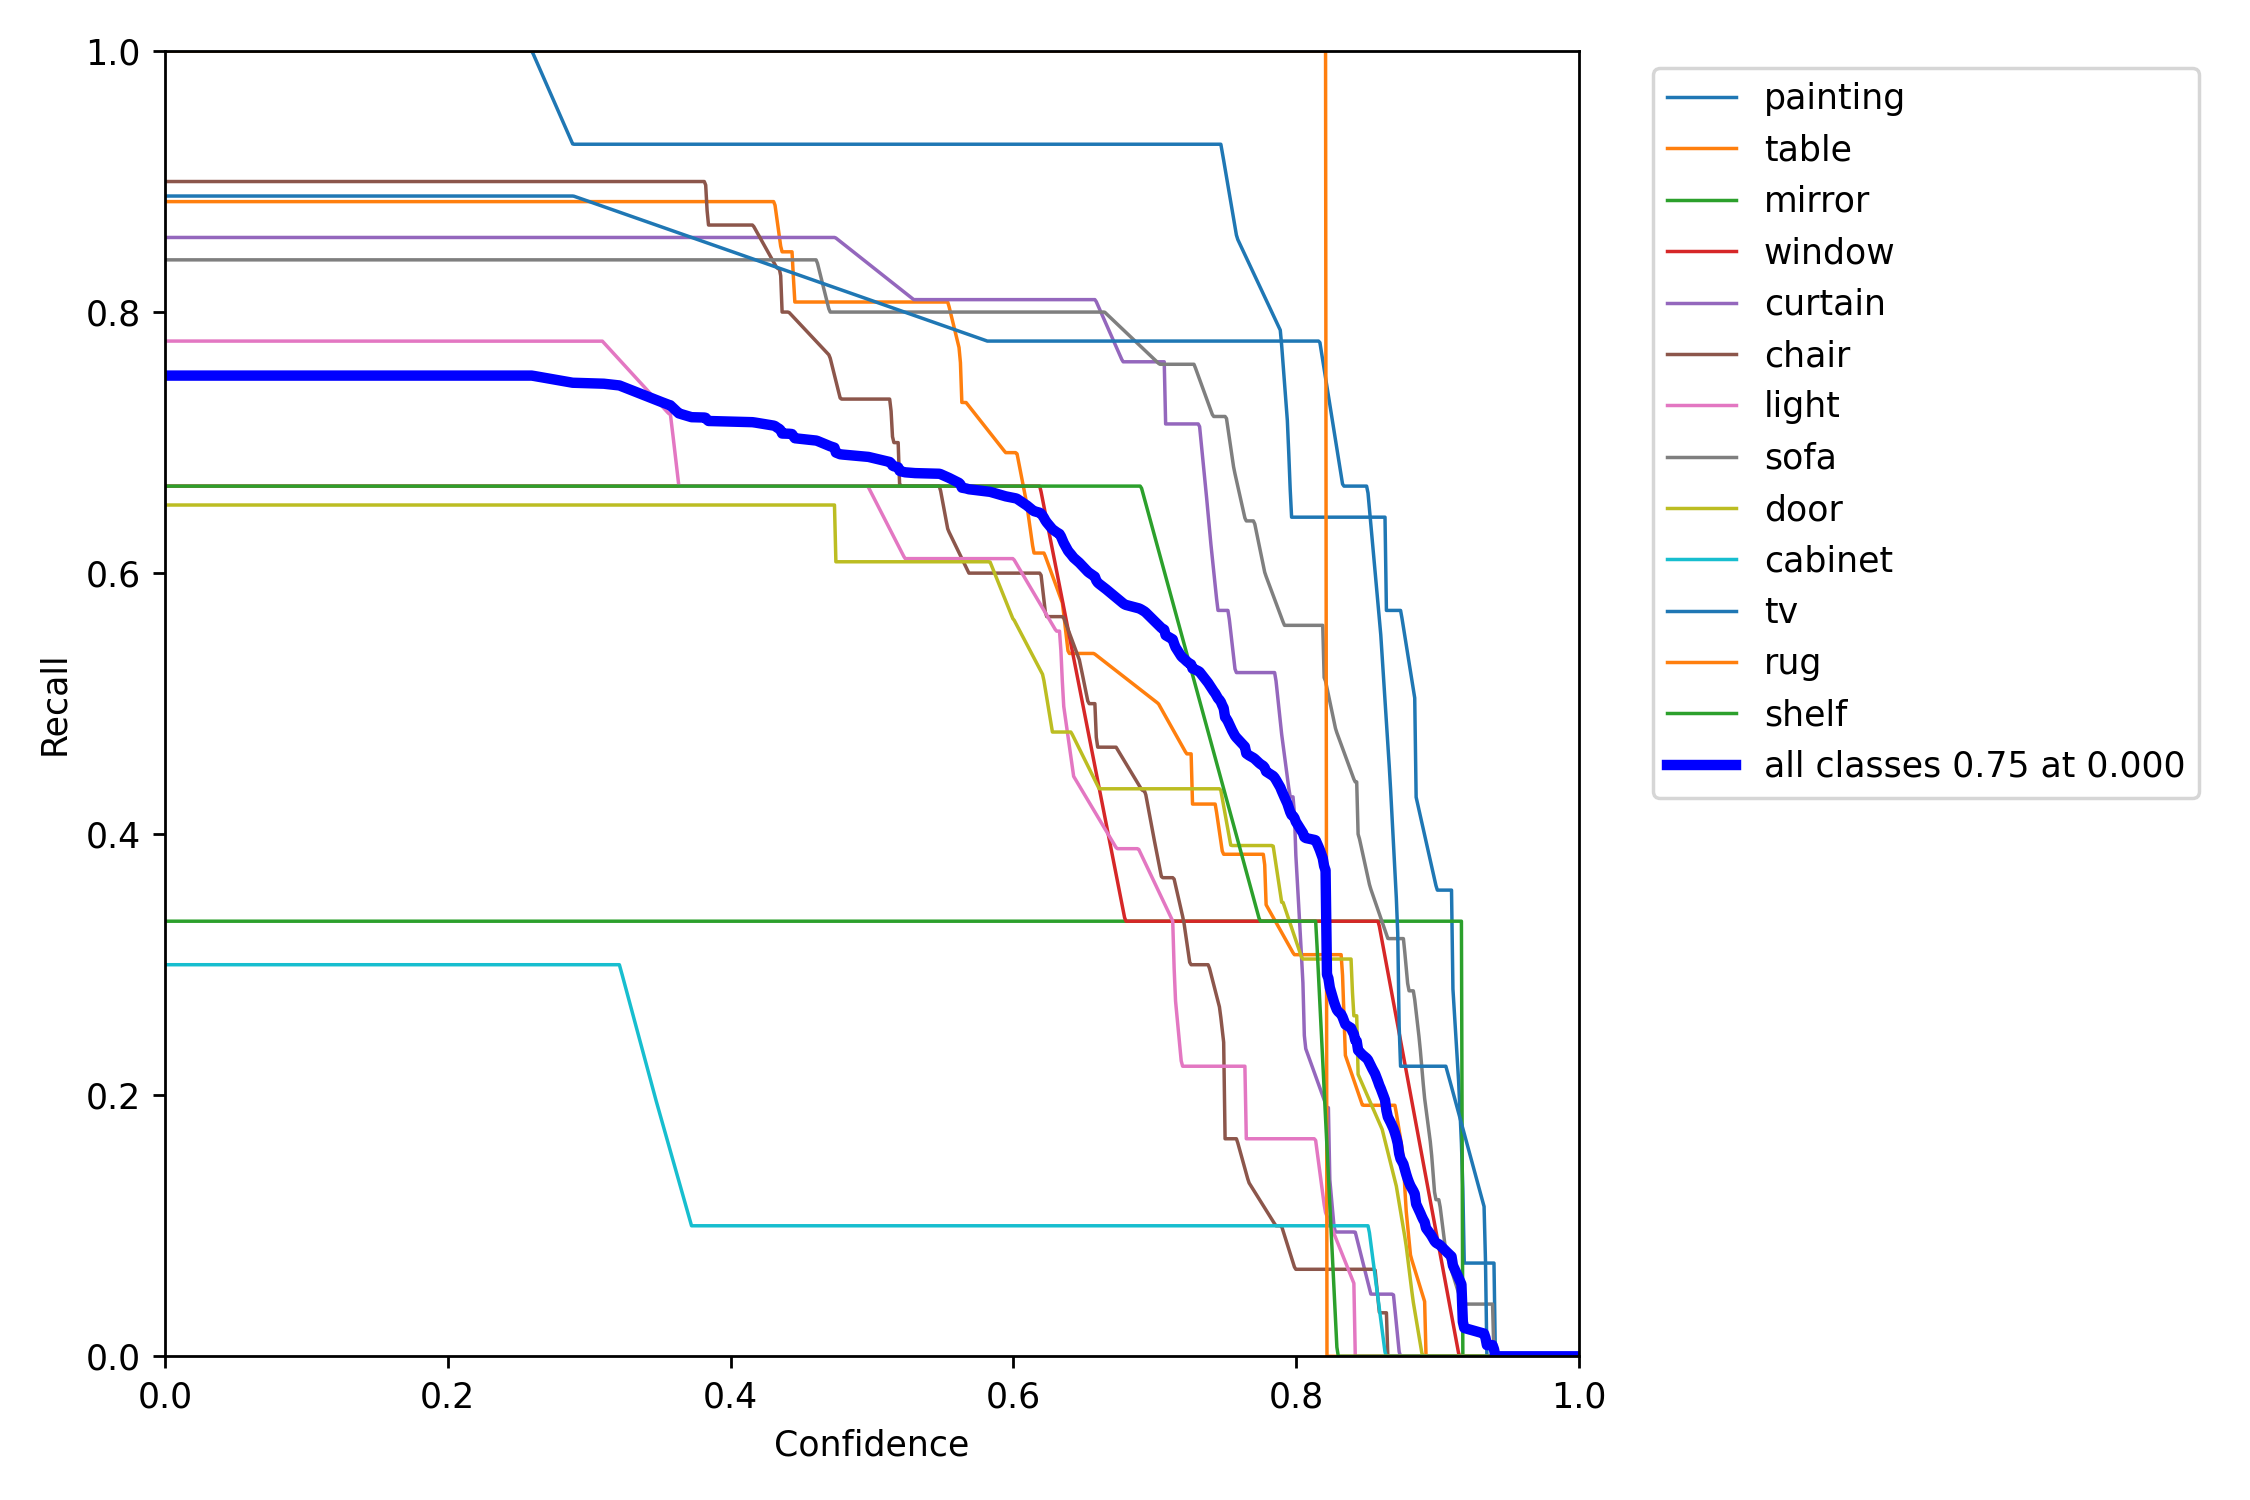 1.0
0.8
0.6
0.4
0.2
0.0
Recall
0.0 0.2 0.4 0.6 0.8 1.0
Confidence
painting
table
mirror
window
curtain
chair
light
sofa
door
cabinet
tv
rug
shelf
all classes 0.75 at 0.000